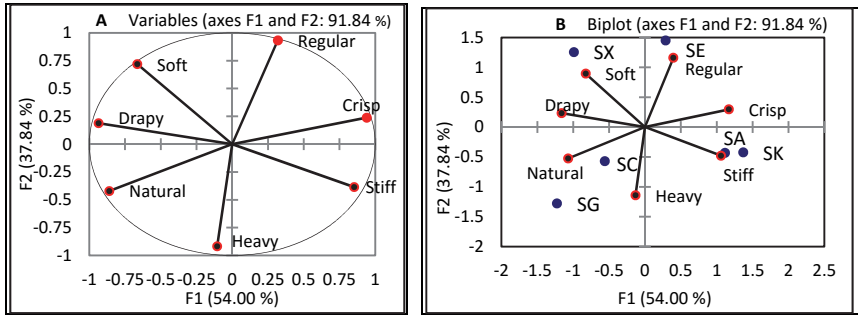 A Variables (axes F1 and F2: 91.84 %)
1
0.75
0.5
0.25
0
-0.25
-0.5
-0.75
-1
F2 (37.84 %)
Regular
Soft
Crisp
Drapy
Natural
Stiff
Heavy
-1 -0.75 -0.5 -0.25 0 0.25 0.5 0.75 1
F1 (54.00 %)
B Biplot (axes F1 and F2: 91.84 %)
1.5
1
0.5
0
-0.5
-1
-1.5
-2
F2 (37.84 %)
SX
SE
Soft
Regular
Drapy
Crisp
SA
SC
SK
Natural
Stiff
Heavy
SG
-2 -1.5 -1 -0.5 0 0.5 1 1.5 2 2.5
F1 (54.00 %)